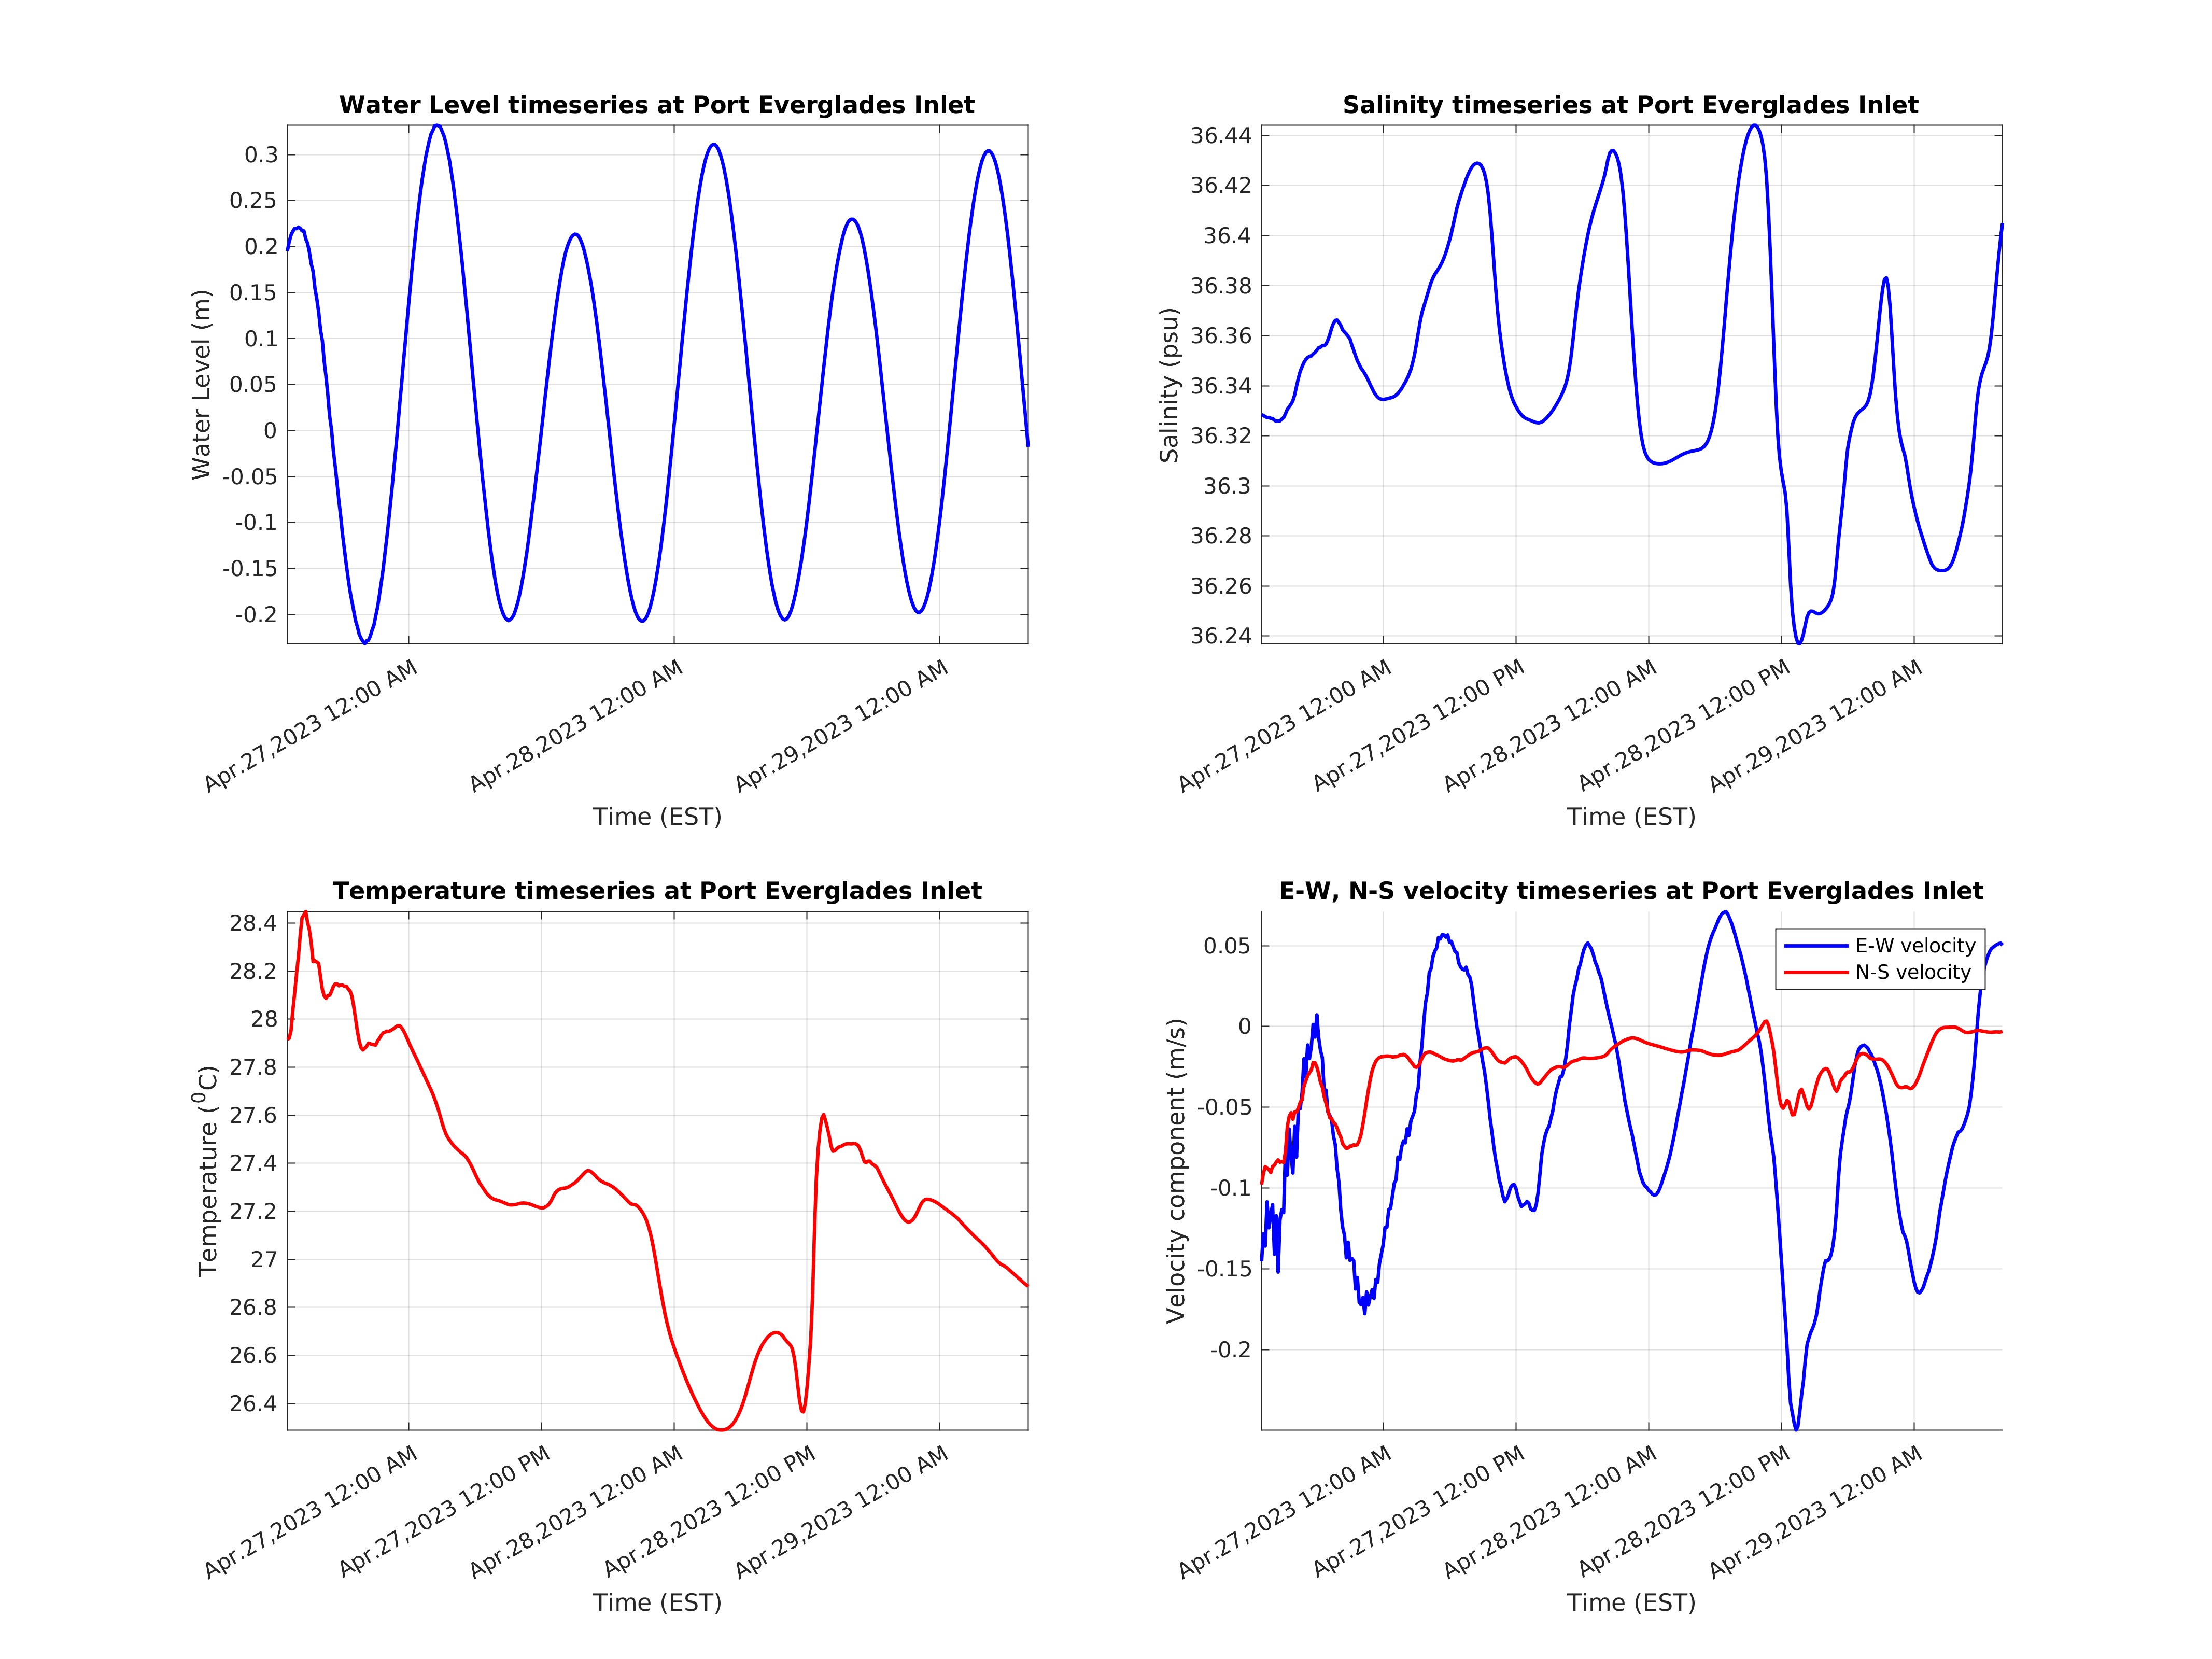 Water Level timeseries at Port Everglades Inlet
0.3
0.25
0.2
0.15
0.1
0.05
0
-0.05
-0.1
-0.15
-0.2
Water Level (m)
Apr.27,2023 12:00 AM
Apr.28,2023 12:00 AM
Apr.29,2023 12:00 AM
Time (EST)
Salinity timeseries at Port Everglades Inlet
36.44
36.42
36.4
36.38
36.36
36.34
36.32
36.3
36.28
36.26
36.24
Salinity (psu)
Apr.27,2023 12:00 AM
Apr.27,2023 12:00 PM
Apr.28,2023 12:00 AM
Apr.28,2023 12:00 PM
Apr.29,2023 12:00 AM
Time (EST)
Temperature timeseries at Port Everglades Inlet
28.4
28.2
28
27.8
27.6
27.4
27.2
27
26.8
26.6
26.4
Temperature (⁰C)
Apr.27,2023 12:00 AM
Apr.27,2023 12:00 PM
Apr.28,2023 12:00 AM
Apr.28,2023 12:00 PM
Apr.29,2023 12:00 AM
Time (EST)
E-W, N-S velocity timeseries at Port Everglades Inlet
0.05
0
-0.05
-0.1
-0.15
-0.2
Velocity component (m/s)
E-W velocity
N-S velocity
Apr.27,2023 12:00 AM
Apr.27,2023 12:00 PM
Apr.28,2023 12:00 AM
Apr.28,2023 12:00 PM
Apr.29,2023 12:00 AM
Time (EST)